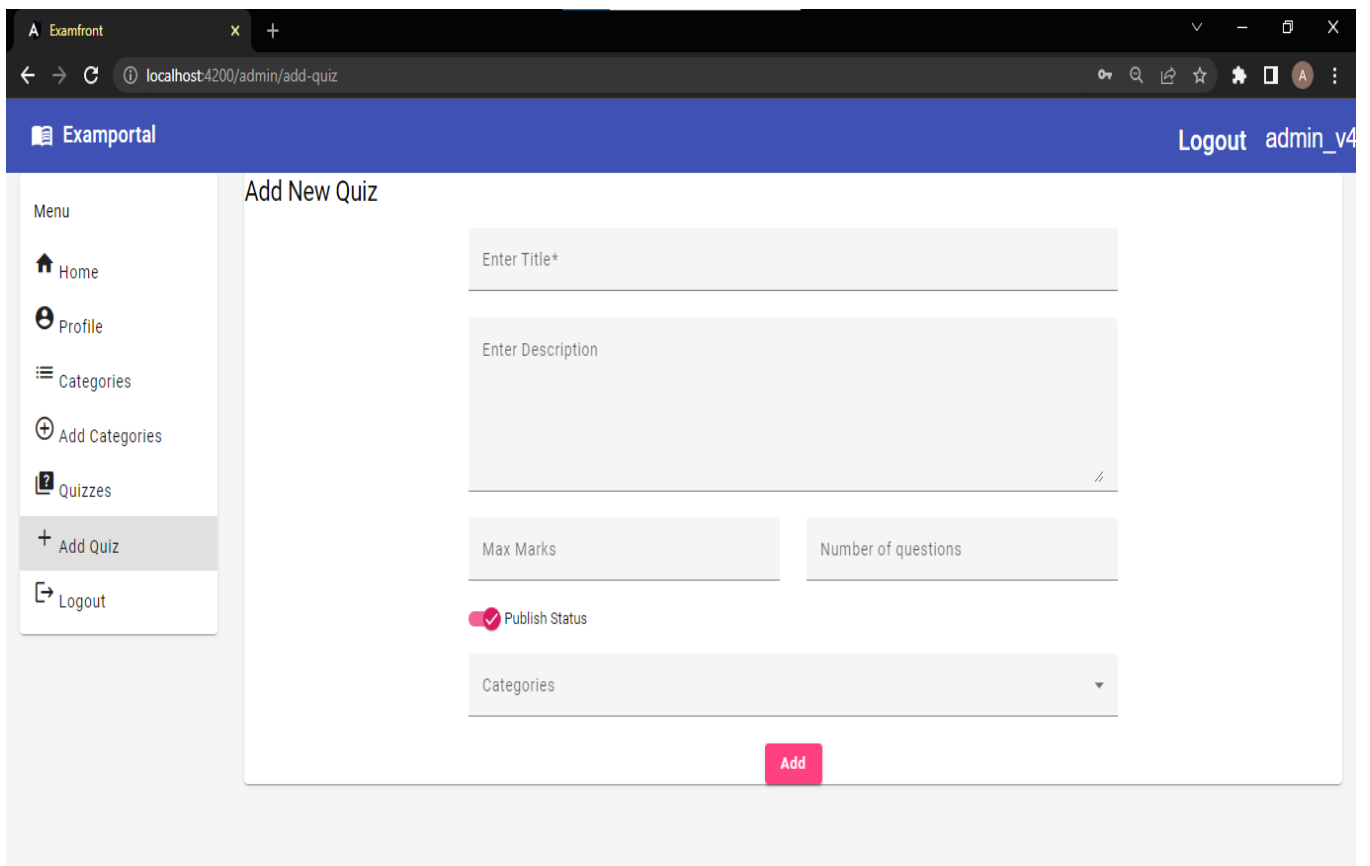 Examfront
localhost:4200/admin/add-quiz
A
Examportal
Logout admin_v4
Menu
Home
Profile
Categories
Add Categories
Quizzes
Add Quiz
Logout
Add New Quiz
Enter Title*
Enter Description
Max Marks
Number of questions
Publish Status
Categories
Add